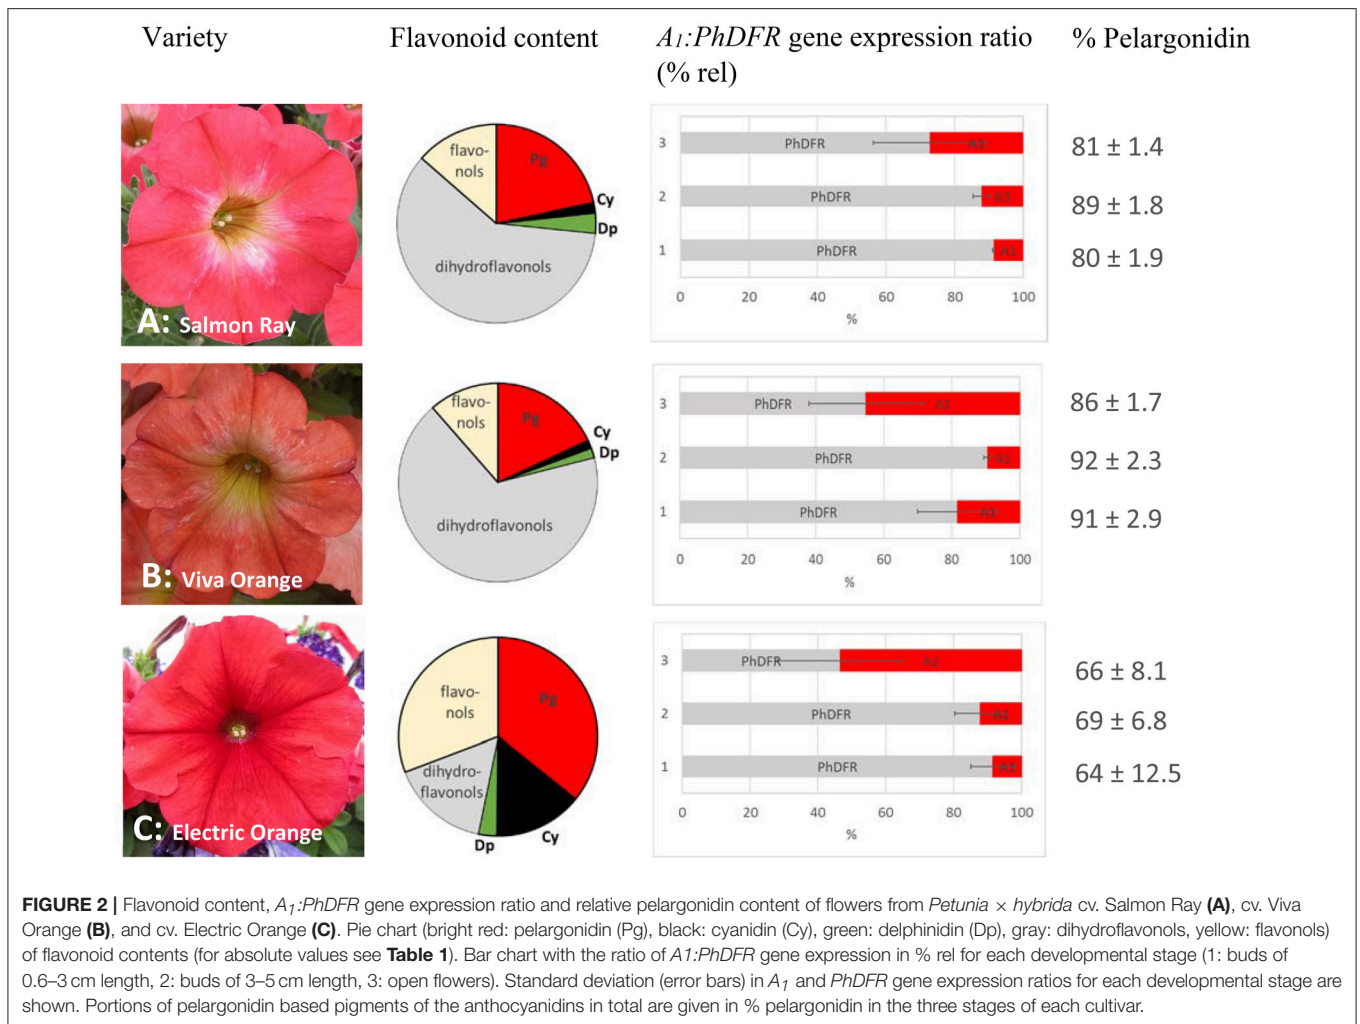 Variety
Flavonoid content
A1:PhDFR gene expression ratio
(% rel)
% Pelargonidin
flavo-
nols
Pg
Cy
Dp
dihydroflavonols
A: Salmon Ray
3 PhDFR A1
2 PhDFR A1
1 PhDFR A1
0 20 40 60 80 100
%
81 ± 1.4
89 ± 1.8
80 ± 1.9
flavo-
nols
Pg
Cy
Dp
dihydroflavonols
B: Viva Orange
3 PhDFR A1
2 PhDFR A1
1 PhDFR A1
0 20 40 60 80 100
%
86 ± 1.7
92 ± 2.3
91 ± 2.9
flavo-
nols
Pg
dihydro-
flavonols
Dp
Cy
C: Electric Orange
3 PhDFR A1
2 PhDFR A1
1 PhDFR A1
0 20 40 60 80 100
%
66 ± 8.1
69 ± 6.8
64 ± 12.5
FIGURE 2 | Flavonoid content, A1:PhDFR gene expression ratio and relative pelargonidin content of flowers from Petunia × hybrida cv. Salmon Ray (A), cv. Viva
Orange (B), and cv. Electric Orange (C). Pie chart (bright red: pelargonidin (Pg), black: cyanidin (Cy), green: delphinidin (Dp), gray: dihydroflavonols, yellow: flavonols)
of flavonoid contents (for absolute values see Table 1). Bar chart with the ratio of A1:PhDFR gene expression in % rel for each developmental stage (1: buds of
0.6–3 cm length, 2: buds of 3–5 cm length, 3: open flowers). Standard deviation (error bars) in A1 and PhDFR gene expression ratios for each developmental stage are
shown. Portions of pelargonidin based pigments of the anthocyanidins in total are given in % pelargonidin in the three stages of each cultivar.